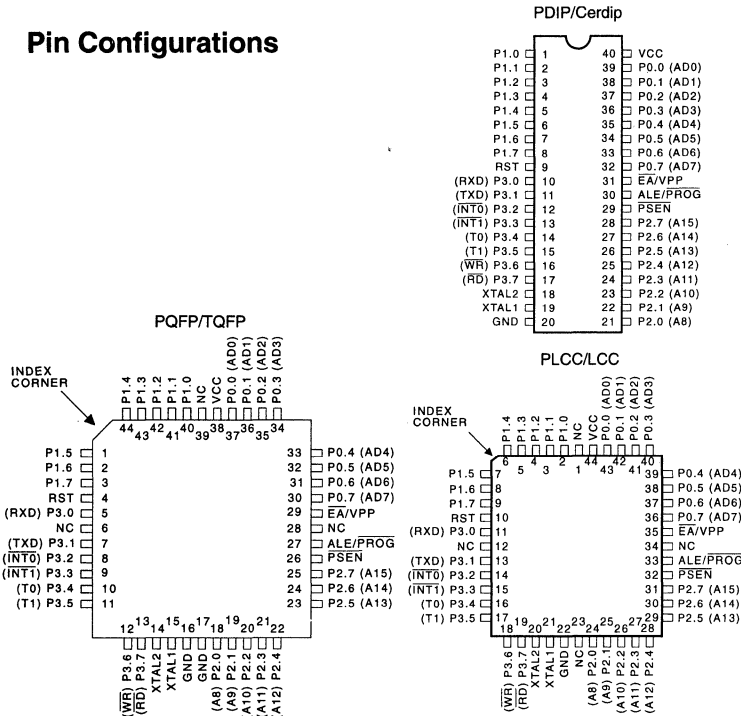 Pin Configurations
PDIP/Cerdip
P1.0 1 40 VCC
P1.1 2 39 P0.0 (AD0)
P1.2 3 38 P0.1 (AD1)
P1.3 4 37 P0.2 (AD2)
P1.4 5 36 P0.3 (AD3)
P1.5 6 35 P0.4 (AD4)
P1.6 7 34 P0.5 (AD5)
P1.7 8 33 P0.6 (AD6)
RST 9 32 P0.7 (AD7)
(RXD) P3.0 10 31 E̅A̅/VPP
(TXD) P3.1 11 30 ALE/P̅R̅O̅G̅
(I̅N̅T̅0̅) P3.2 12 29 P̅S̅E̅N̅
(I̅N̅T̅1̅) P3.3 13 28 P2.7 (A15)
(T0) P3.4 14 27 P2.6 (A14)
(T1) P3.5 15 26 P2.5 (A13)
(W̅R̅) P3.6 16 25 P2.4 (A12)
(R̅D̅) P3.7 17 24 P2.3 (A11)
XTAL2 18 23 P2.2 (A10)
XTAL1 19 22 P2.1 (A9)
GND 20 21 P2.0 (A8)
PQFP/TQFP
INDEX
CORNER
P1.4 P1.3 P1.2 P1.1 P1.0 NC VCC P0.0 (AD0) P0.1 (AD1) P0.2 (AD2) P0.3 (AD3)
44 43 42 41 40 39 38 37 36 35 34
P1.5 1 33 P0.4 (AD4)
P1.6 2 32 P0.5 (AD5)
P1.7 3 31 P0.6 (AD6)
RST 4 30 P0.7 (AD7)
(RXD) P3.0 5 29 E̅A̅/VPP
NC 6 28 NC
(TXD) P3.1 7 27 ALE/P̅R̅O̅G̅
(I̅N̅T̅0̅) P3.2 8 26 P̅S̅E̅N̅
(I̅N̅T̅1̅) P3.3 9 25 P2.7 (A15)
(T0) P3.4 10 24 P2.6 (A14)
(T1) P3.5 11 23 P2.5 (A13)
12 13 14 15 16 17 18 19 20 21 22
(W̅R̅) P3.6 (R̅D̅) P3.7 XTAL2 XTAL1 GND GND (A8) P2.0 (A9) P2.1 (A10) P2.2 (A11) P2.3 (A12) P2.4
PLCC/LCC
INDEX
CORNER
P1.4 P1.3 P1.2 P1.1 P1.0 NC VCC P0.0 (AD0) P0.1 (AD1) P0.2 (AD2) P0.3 (AD3)
6 5 4 3 2 1 44 43 42 41 40
P1.5 7 39 P0.4 (AD4)
P1.6 8 38 P0.5 (AD5)
P1.7 9 37 P0.6 (AD6)
RST 10 36 P0.7 (AD7)
(RXD) P3.0 11 35 E̅A̅/VPP
NC 12 34 NC
(TXD) P3.1 13 33 ALE/P̅R̅O̅G̅
(I̅N̅T̅0̅) P3.2 14 32 P̅S̅E̅N̅
(I̅N̅T̅1̅) P3.3 15 31 P2.7 (A15)
(T0) P3.4 16 30 P2.6 (A14)
(T1) P3.5 17 29 P2.5 (A13)
18 19 20 21 22 23 24 25 26 27 28
(W̅R̅) P3.6 (R̅D̅) P3.7 XTAL2 XTAL1 GND NC (A8) P2.0 (A9) P2.1 (A10) P2.2 (A11) P2.3 (A12) P2.4